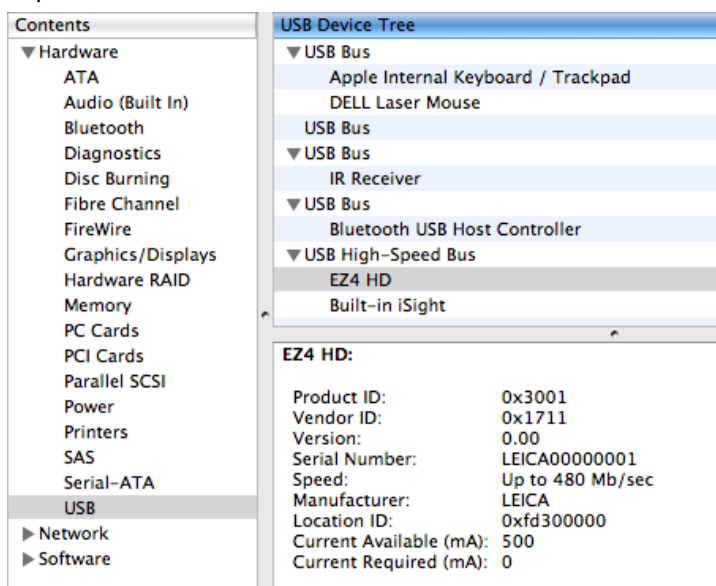 Contents
Hardware
ATA
Audio (Built In)
Bluetooth
Diagnostics
Disc Burning
Fibre Channel
FireWire
Graphics/Displays
Hardware RAID
Memory
PC Cards
PCI Cards
Parallel SCSI
Power
Printers
SAS
Serial-ATA
USB
Network
Software
USB Device Tree
USB Bus
Apple Internal Keyboard / Trackpad
DELL Laser Mouse
USB Bus
USB Bus
IR Receiver
USB Bus
Bluetooth USB Host Controller
USB High-Speed Bus
EZ4 HD
Built-in iSight
EZ4 HD:
Product ID: 0x3001
Vendor ID: 0x1711
Version: 0.00
Serial Number: LEICA00000001
Speed: Up to 480 Mb/sec
Manufacturer: LEICA
Location ID: 0xfd300000
Current Available (mA): 500
Current Required (mA): 0